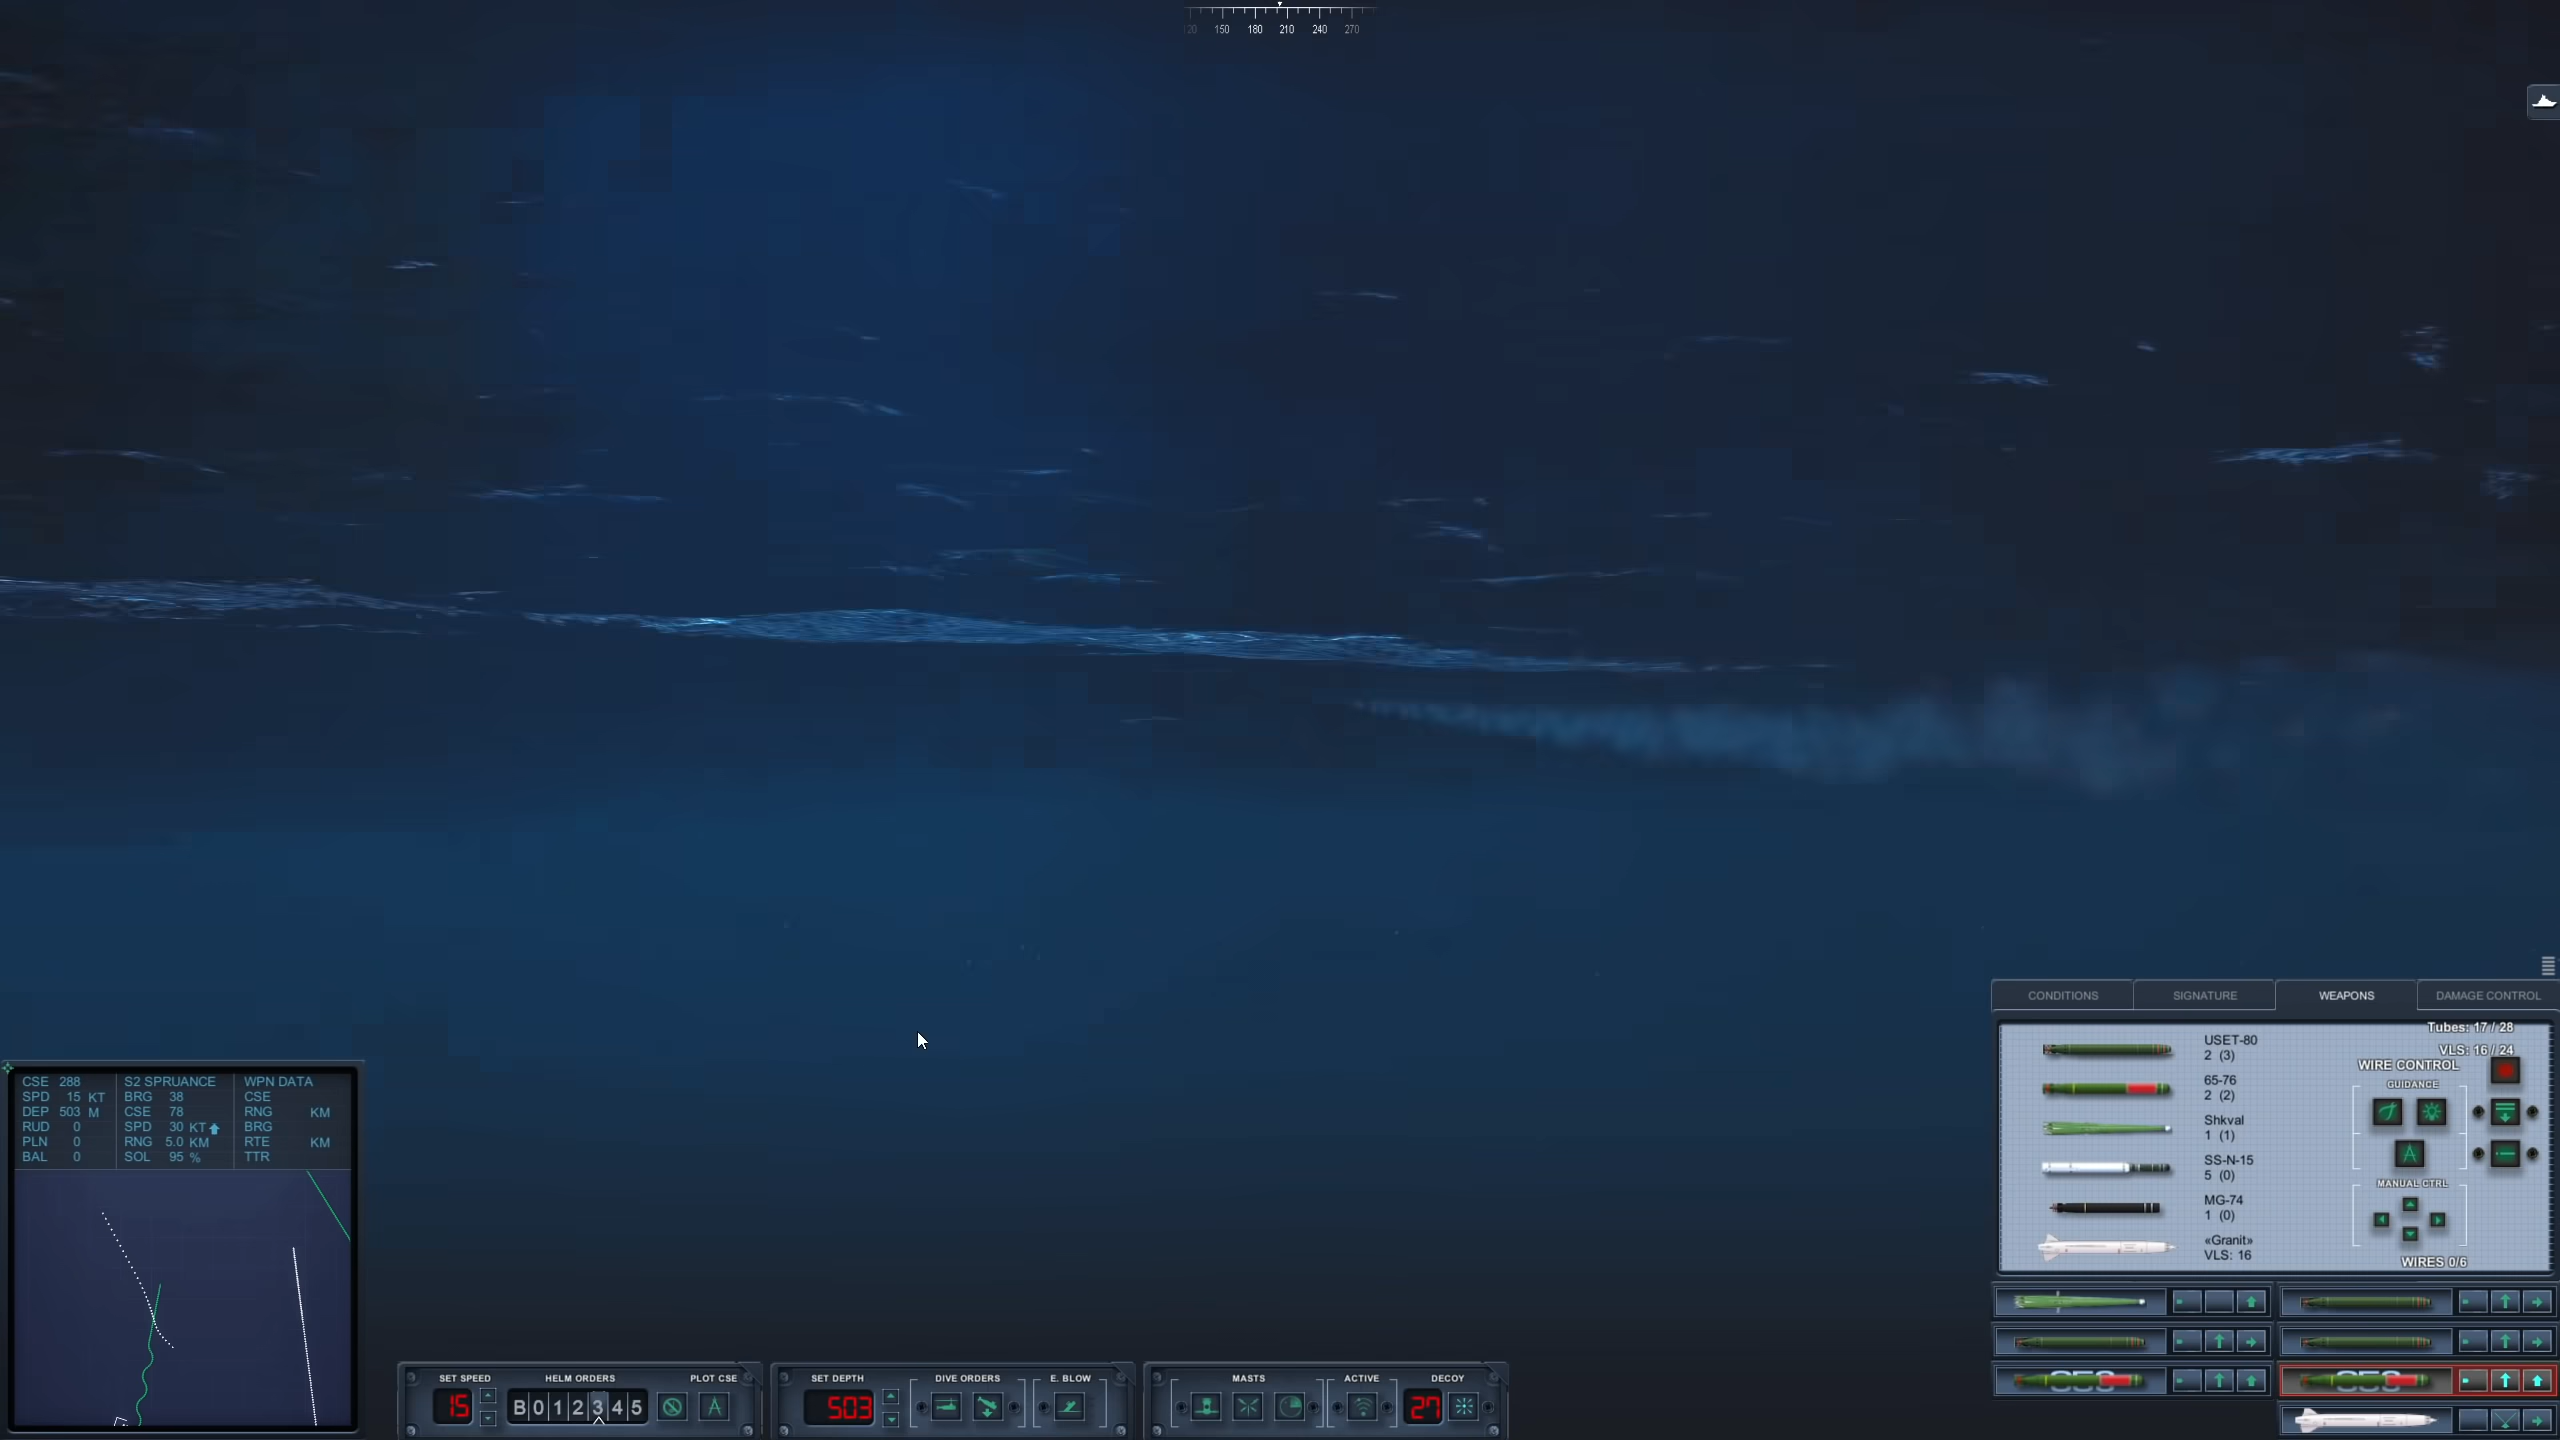 120 150 180 210 240 270
CONDITIONS SIGNATURE WEAPONS DAMAGE CONTROL
Tubes: 17 / 28
VLS: 16 / 24
USET-80
2 (3)
65-76
2 (2)
Shkval
1 (1)
SS-N-15
5 (0)
MG-74
1 (0)
«Granit»
VLS: 16
WIRE CONTROL
GUIDANCE
MANUAL CTRL
WIRES 0/6
CSE 288
SPD 15 KT
DEP 503 M
RUD 0
PLN 0
BAL 0
S2 SPRUANCE
BRG 38
CSE 78
SPD 30 KT
RNG 5.0 KM
SOL 95 %
WPN DATA
CSE
RNG KM
BRG
RTE KM
TTR
SET SPEED HELM ORDERS PLOT CSE
15 B 0 1 2 3 4 5
SET DEPTH DIVE ORDERS E. BLOW
503
MASTS ACTIVE DECOY
27